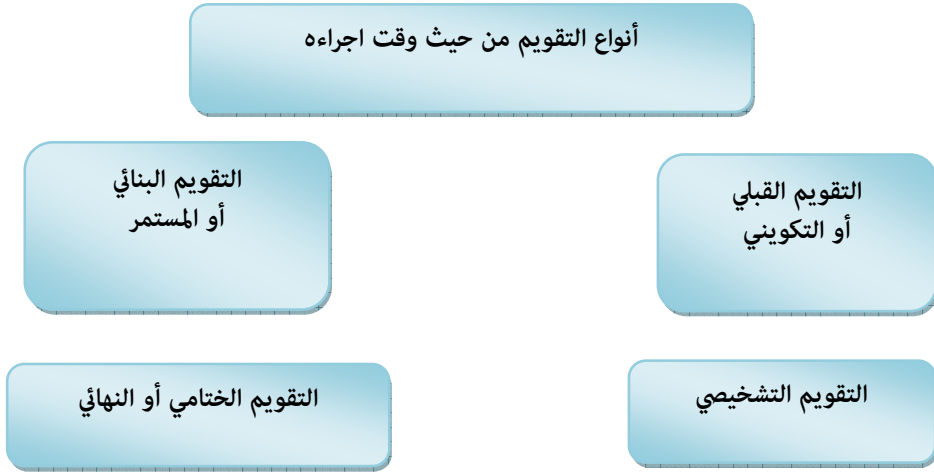 أنواع التقويم من حيث وقت اجراءه
التقويم القبلي
أو التكويني
التقويم البنائي
أو المستمر
التقويم التشخيصي
التقويم الختامي أو النهائي